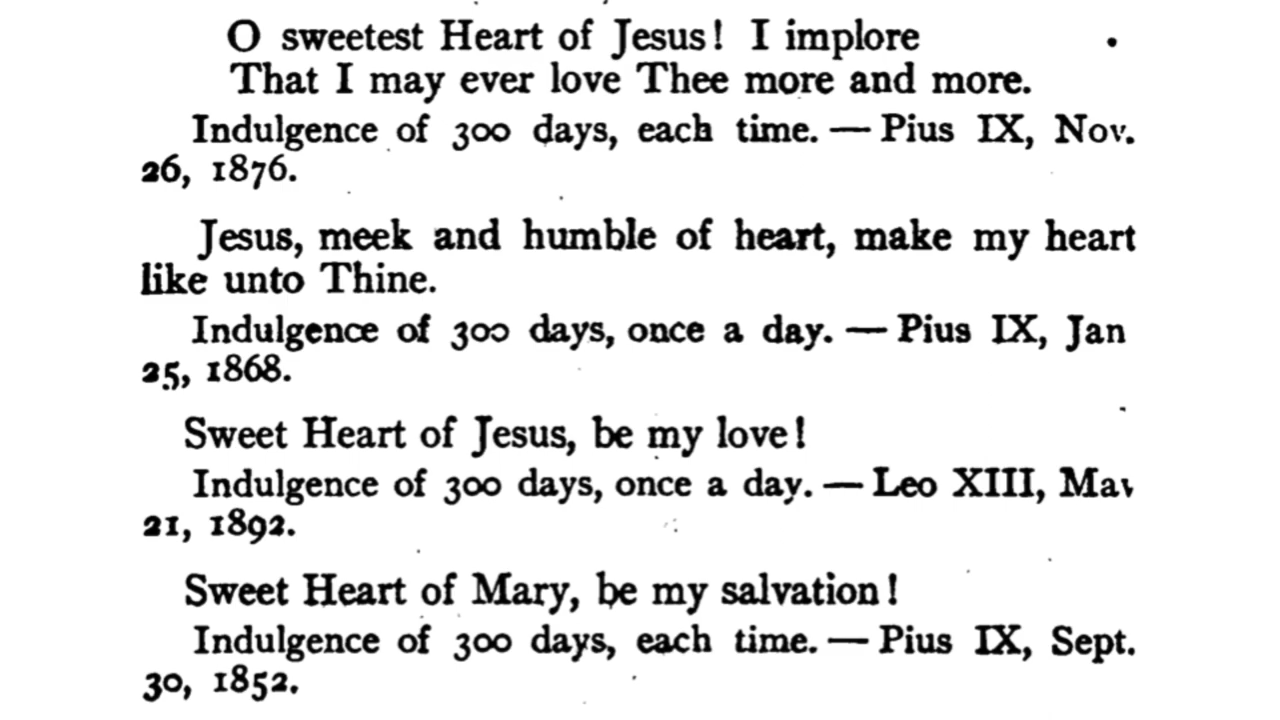 O sweetest Heart of Jesus! I implore
That I may ever love Thee more and more.
Indulgence of 300 days, each time. — Pius IX, Nov.
26, 1876.
Jesus, meek and humble of heart, make my heart
like unto Thine.
Indulgence of 300 days, once a day. — Pius IX, Jan
25, 1868.
Sweet Heart of Jesus, be my love!
Indulgence of 300 days, once a day. — Leo XIII, May
21, 1892.
Sweet Heart of Mary, be my salvation!
Indulgence of 300 days, each time. — Pius IX, Sept.
30, 1852.